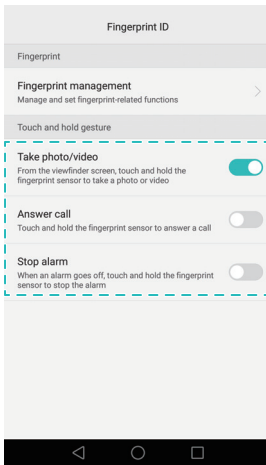 Fingerprint ID
Fingerprint
Fingerprint management
Manage and set fingerprint-related functions
Touch and hold gesture
Take photo/video
From the viewfinder screen, touch and hold the
fingerprint sensor to take a photo or video
Answer call
Touch and hold the fingerprint sensor to answer a call
Stop alarm
When an alarm goes off, touch and hold the fingerprint
sensor to stop the alarm